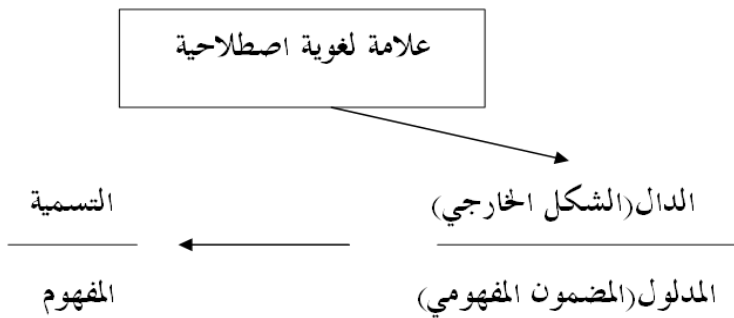 علامة لغوية اصطلاحية
الدال(الشكل الخارجي)
التسمية
المدلول(المضمون المفهومي)
المفهوم